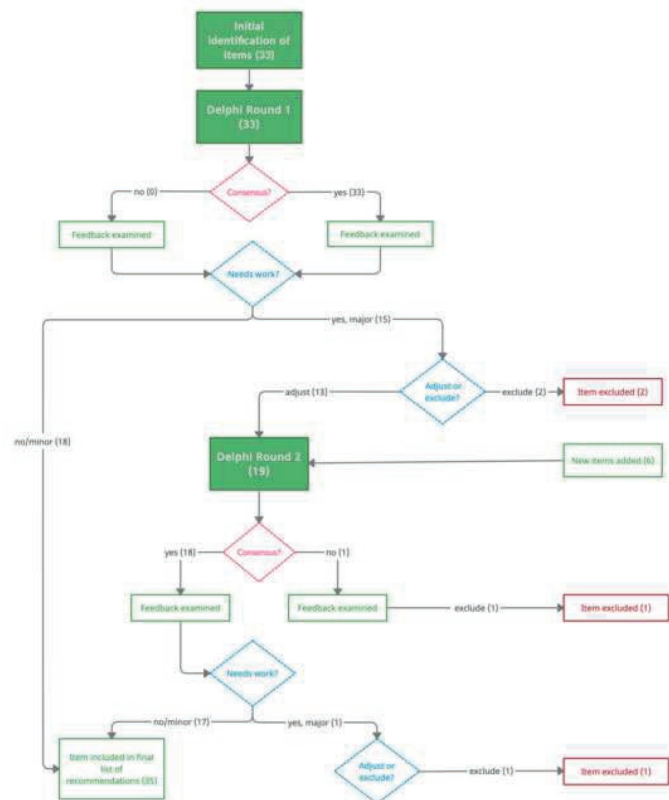 Initial
identification of
items (33)
Delphi Round 1
(33)
Consensus?
no (0)
yes (33)
Feedback examined
Feedback examined
Needs work?
yes, major (15)
Adjust or
exclude?
adjust (13)
exclude (2)
Item excluded (2)
no/minor (18)
Delphi Round 2
(19)
New items added (6)
Consensus?
yes (18)
no (1)
Feedback examined
Feedback examined
exclude (1)
Item excluded (1)
Needs work?
no/minor (17)
yes, major (1)
Item included in final
list of
recommendations (35)
Adjust or
exclude?
exclude (1)
Item excluded (1)